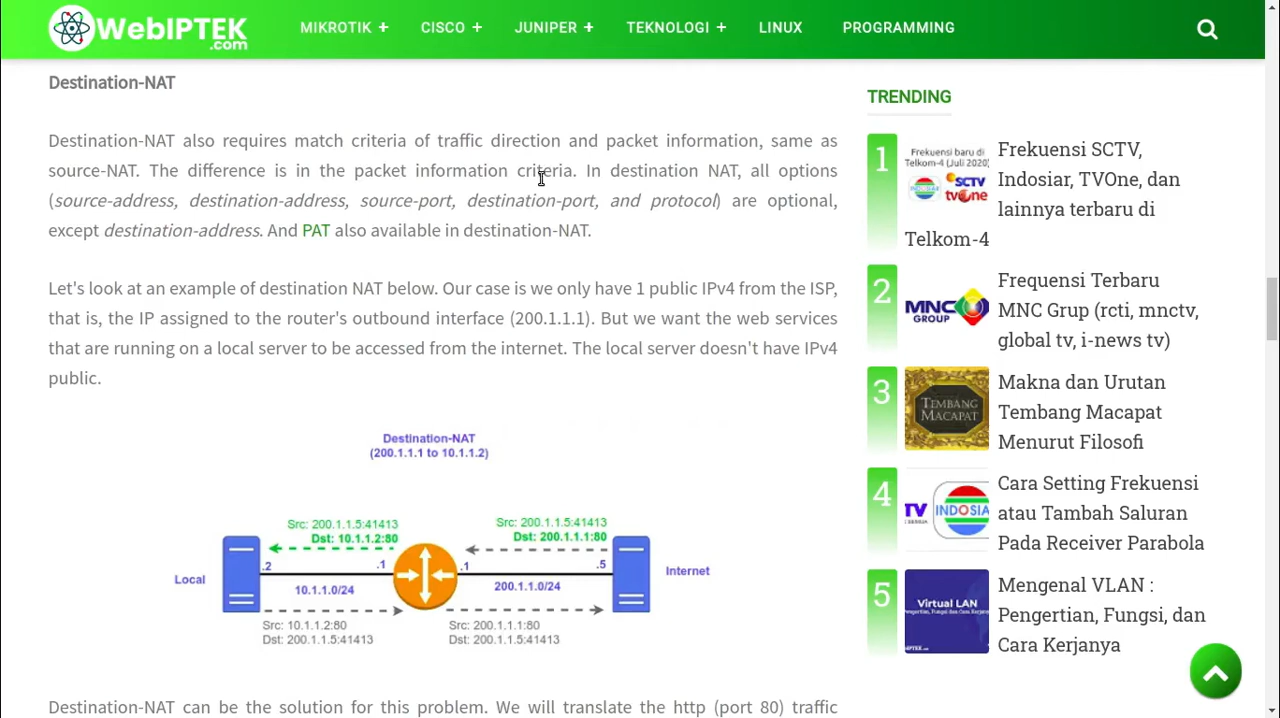 WebIPTEK
.com
MIKROTIK +
CISCO +
JUNIPER +
TEKNOLOGI +
LINUX
PROGRAMMING
Destination-NAT
Destination-NAT also requires match criteria of traffic direction and packet information, same as
source-NAT. The difference is in the packet information criteria. In destination NAT, all options
(source-address, destination-address, source-port, destination-port, and protocol) are optional,
except destination-address. And PAT also available in destination-NAT.
Let's look at an example of destination NAT below. Our case is we only have 1 public IPv4 from the ISP,
that is, the IP assigned to the router's outbound interface (200.1.1.1). But we want the web services
that are running on a local server to be accessed from the internet. The local server doesn't have IPv4
public.
Destination-NAT
(200.1.1.1 to 10.1.1.2)
Src: 200.1.1.5:41413
Dst: 10.1.1.2:80
Src: 200.1.1.5:41413
Dst: 200.1.1.1:80
Local
.2
.1
10.1.1.0/24
.1
.5
200.1.1.0/24
Internet
Src: 10.1.1.2:80
Dst: 200.1.1.5:41413
Src: 200.1.1.1:80
Dst: 200.1.1.5:41413
Destination-NAT can be the solution for this problem. We will translate the http (port 80) traffic
TRENDING
1
Frekuensi baru di
Telkom-4 (Juli 2020)
SCTV
tvOne
Frekuensi SCTV,
Indosiar, TVOne, dan
lainnya terbaru di
Telkom-4
2
MNC
GROUP
Frequensi Terbaru
MNC Grup (rcti, mnctv,
global tv, i-news tv)
3
TEMBANG
MACAPAT
Makna dan Urutan
Tembang Macapat
Menurut Filosofi
4
TV
INDOSIA
Cara Setting Frekuensi
atau Tambah Saluran
Pada Receiver Parabola
5
Virtual LAN
Mengenal VLAN :
Pengertian, Fungsi, dan
Cara Kerjanya